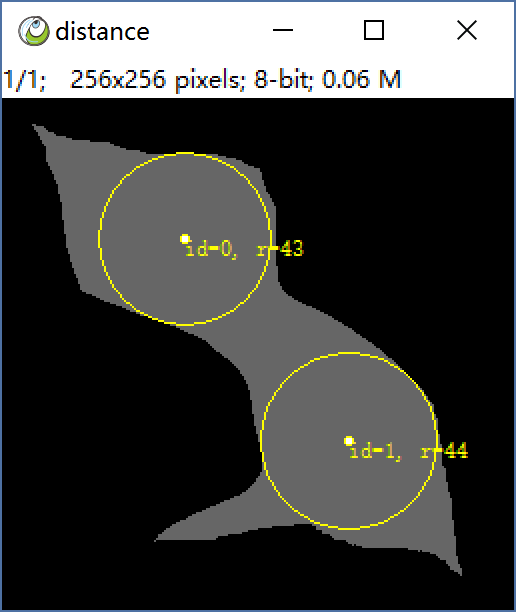 distance
1/1; 256x256 pixels; 8-bit; 0.06 M
id=0, r=43
id=1, r=44